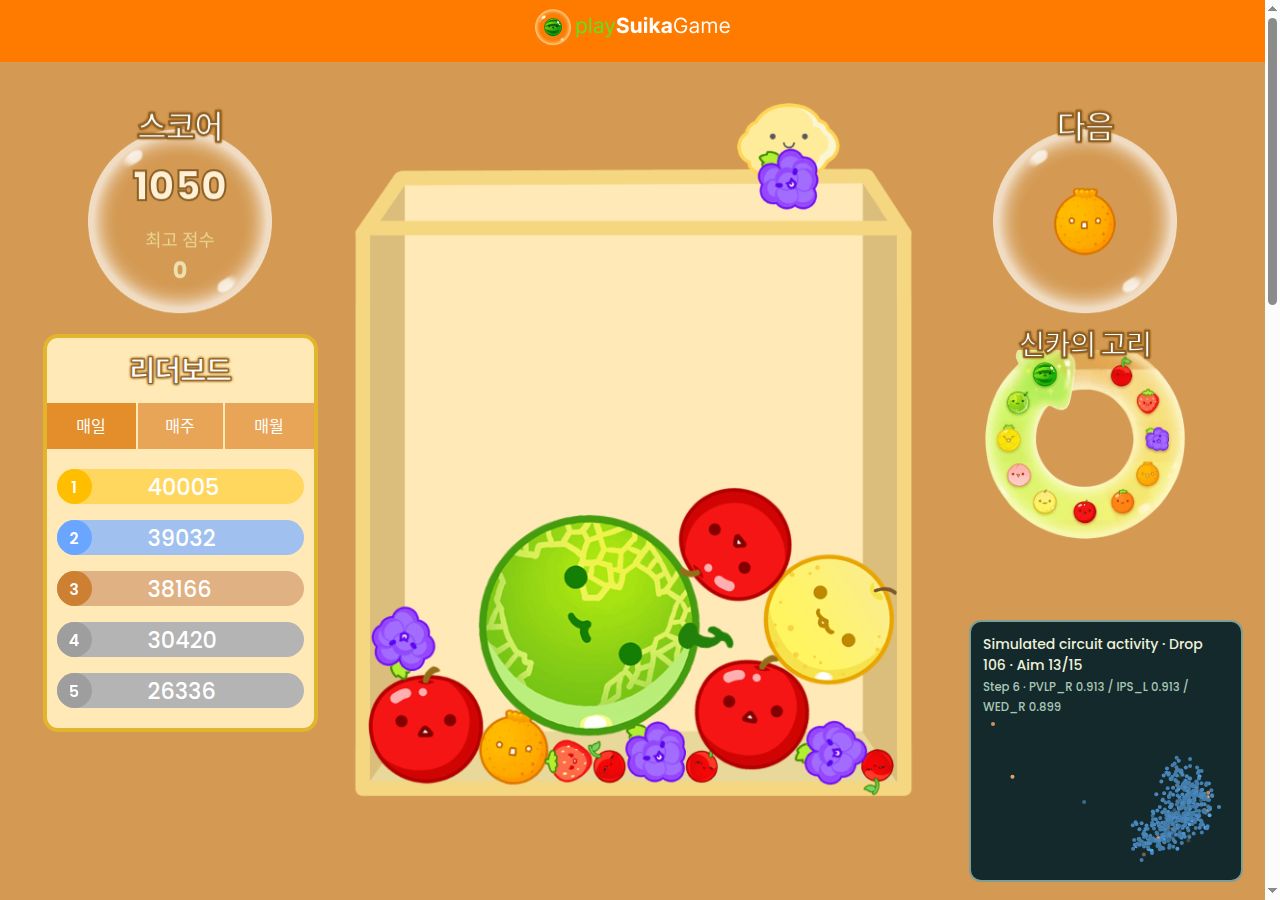 playSuikaGame
스코어
1050
최고 점수
0
다음
리더보드
매일
매주
매월
1 40005
2 39032
3 38166
4 30420
5 26336
신카의 고리
Simulated circuit activity · Drop
106 · Aim 13/15
Step 6 · PVLP_R 0.913 / IPS_L 0.913 /
WED_R 0.899